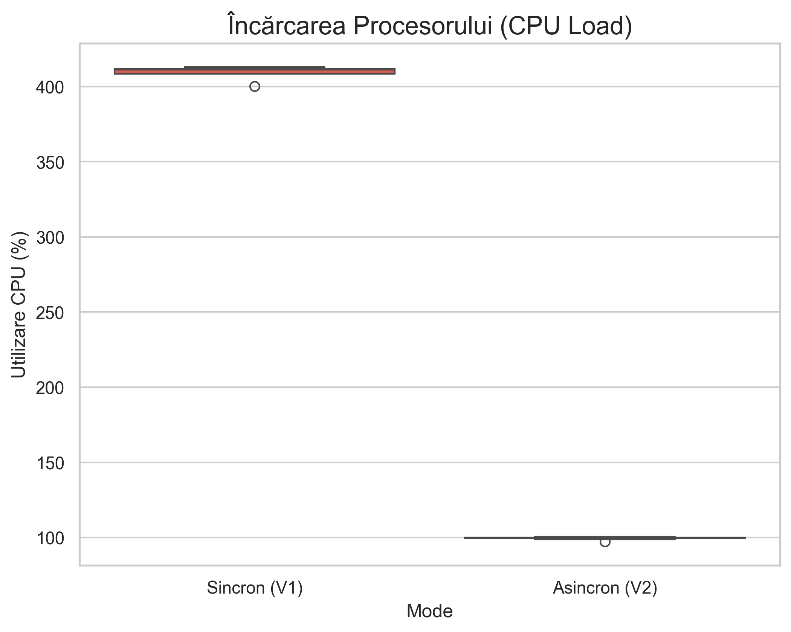 Încărcarea Procesorului (CPU Load)
Utilizare CPU (%)
400
350
300
250
200
150
100
Sincron (V1)
Asincron (V2)
Mode